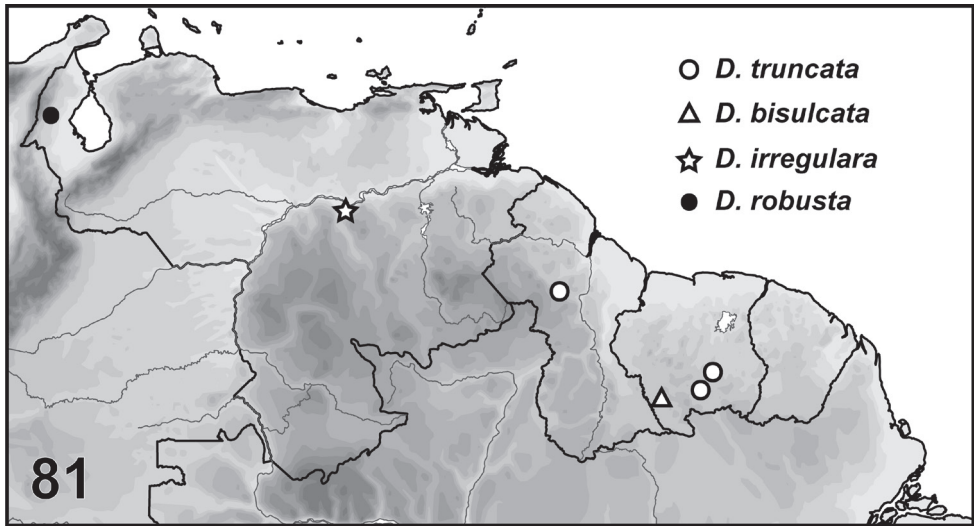 D. truncata
D. bisulcata
D. irregulara
D. robusta
81